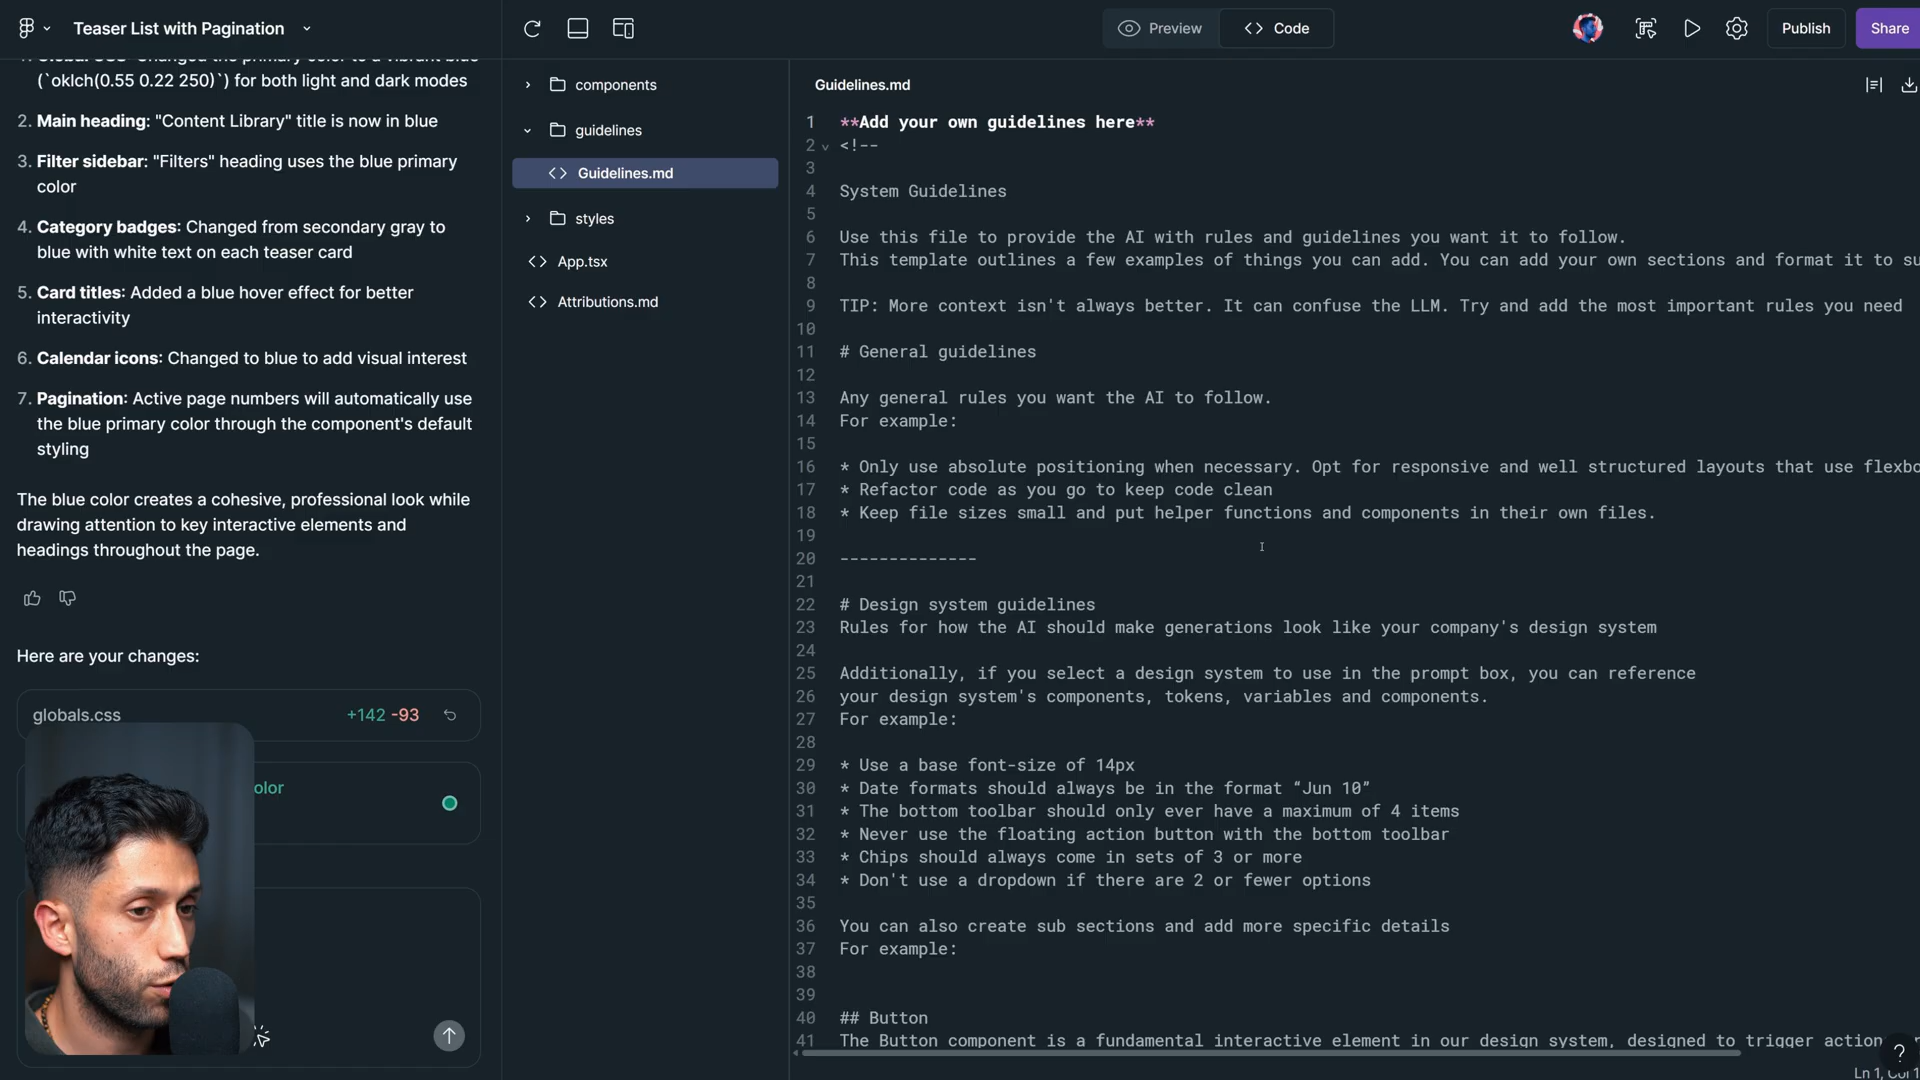 Teaser List with Pagination
Preview
Code
Publish
Share
(`oklch(0.55 0.22 250)`) for both light and dark modes
2. Main heading: "Content Library" title is now in blue
3. Filter sidebar: "Filters" heading uses the blue primary
color
4. Category badges: Changed from secondary gray to
blue with white text on each teaser card
5. Card titles: Added a blue hover effect for better
interactivity
6. Calendar icons: Changed to blue to add visual interest
7. Pagination: Active page numbers will automatically use
the blue primary color through the component's default
styling
The blue color creates a cohesive, professional look while
drawing attention to key interactive elements and
headings throughout the page.
Here are your changes:
globals.css +142 -93
olor
components
guidelines
Guidelines.md
styles
App.tsx
Attributions.md
Guidelines.md
1 **Add your own guidelines here**
2 <!--
3
4 System Guidelines
5
6 Use this file to provide the AI with rules and guidelines you want it to follow.
7 This template outlines a few examples of things you can add. You can add your own sections and format it to su
8
9 TIP: More context isn't always better. It can confuse the LLM. Try and add the most important rules you need
10
11 # General guidelines
12
13 Any general rules you want the AI to follow.
14 For example:
15
16 * Only use absolute positioning when necessary. Opt for responsive and well structured layouts that use flexbo
17 * Refactor code as you go to keep code clean
18 * Keep file sizes small and put helper functions and components in their own files.
19
20 --------------
21
22 # Design system guidelines
23 Rules for how the AI should make generations look like your company's design system
24
25 Additionally, if you select a design system to use in the prompt box, you can reference
26 your design system's components, tokens, variables and components.
27 For example:
28
29 * Use a base font-size of 14px
30 * Date formats should always be in the format “Jun 10”
31 * The bottom toolbar should only ever have a maximum of 4 items
32 * Never use the floating action button with the bottom toolbar
33 * Chips should always come in sets of 3 or more
34 * Don't use a dropdown if there are 2 or fewer options
35
36 You can also create sub sections and add more specific details
37 For example:
38
39
40 ## Button
41 The Button component is a fundamental interactive element in our design system, designed to trigger action
?
Ln 1, Col 1